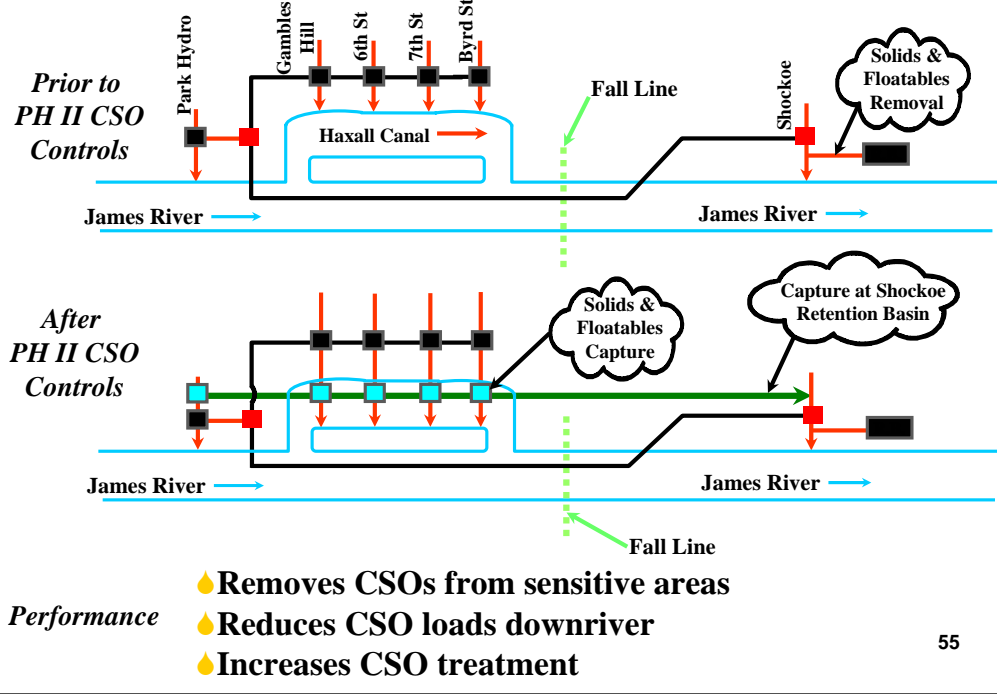 Park Hydro
Gambles
Hill
6th St
7th St
Byrd St
Prior to
PH II CSO
Controls
Haxall Canal
Fall Line
Shockoe
Solids &
Floatables
Removal
James River
James River
After
PH II CSO
Controls
Solids &
Floatables
Capture
Capture at Shockoe
Retention Basin
James River
James River
Fall Line
Performance
Removes CSOs from sensitive areas
Reduces CSO loads downriver
Increases CSO treatment
55